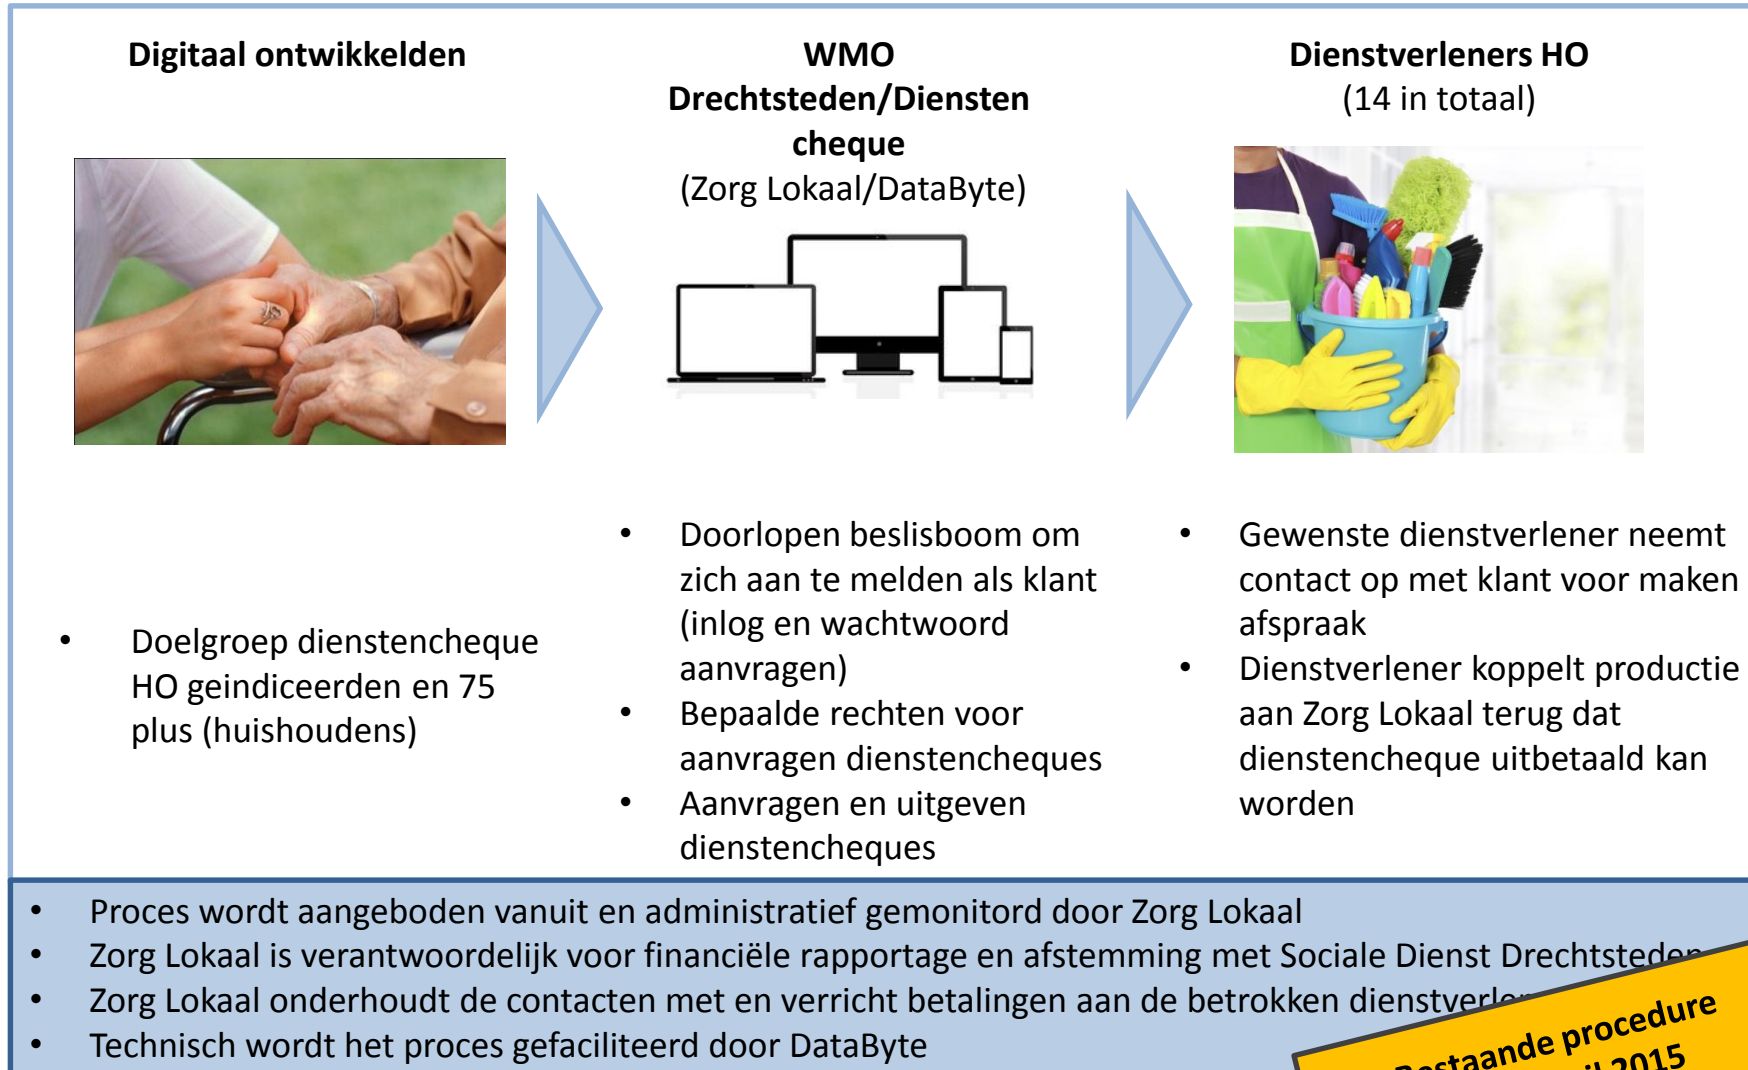 Digitaal ontwikkelden
WMO
Drechtsteden/Diensten
cheque
(Zorg Lokaal/DataByte)
Dienstverleners HO
(14 in totaal)
• Doelgroep dienstencheque
HO geindiceerden en 75
plus (huishoudens)
• Doorlopen beslisboom om
zich aan te melden als klant
(inlog en wachtwoord
aanvragen)
• Bepaalde rechten voor
aanvragen dienstencheques
• Aanvragen en uitgeven
dienstencheques
• Gewenste dienstverlener neemt
contact op met klant voor maken
afspraak
• Dienstverlener koppelt productie
aan Zorg Lokaal terug dat
dienstencheque uitbetaald kan
worden
• Proces wordt aangeboden vanuit en administratief gemonitord door Zorg Lokaal
• Zorg Lokaal is verantwoordelijk voor financiële rapportage en afstemming met Sociale Dienst Drechtsteden
• Zorg Lokaal onderhoudt de contacten met en verricht betalingen aan de betrokken
• Technisch wordt het proces gefaciliteerd door DataByte
Bestaande procedure
2015